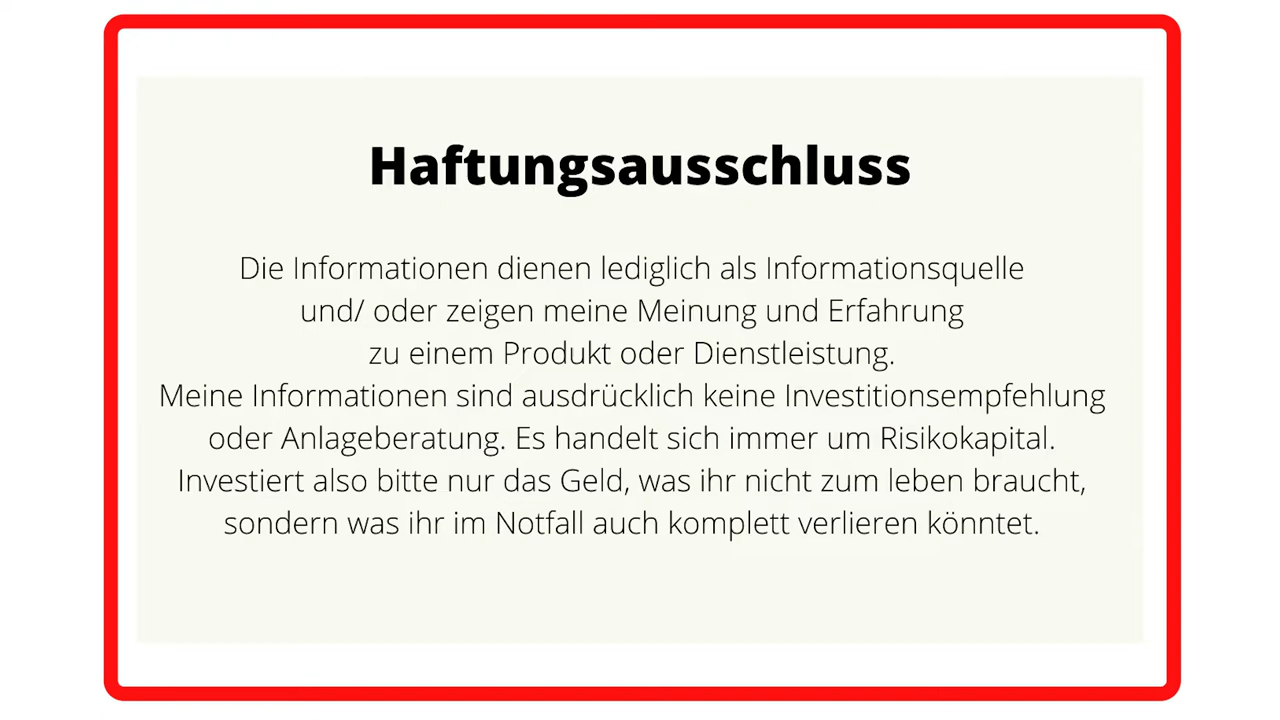 Haftungsausschluss
Die Informationen dienen lediglich als Informationsquelle
und/ oder zeigen meine Meinung und Erfahrung
zu einem Produkt oder Dienstleistung.
Meine Informationen sind ausdrücklich keine Investitionsempfehlung
oder Anlageberatung. Es handelt sich immer um Risikokapital.
Investiert also bitte nur das Geld, was ihr nicht zum leben braucht,
sondern was ihr im Notfall auch komplett verlieren könntet.